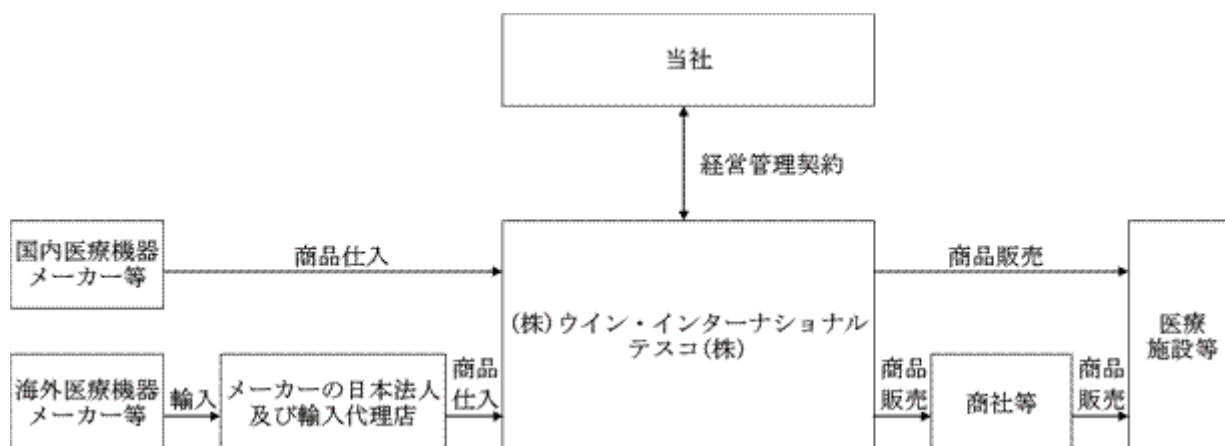 当社
経営管理契約
国内医療機器
メーカー等
商品仕入
(株)ウイン・インターナショナル
テスコ(株)
商品販売
医療
施設等
海外医療機器
メーカー等
輸入
メーカーの日本法人
及び輸入代理店
商品
仕入
商品
販売
商社等
商品
販売